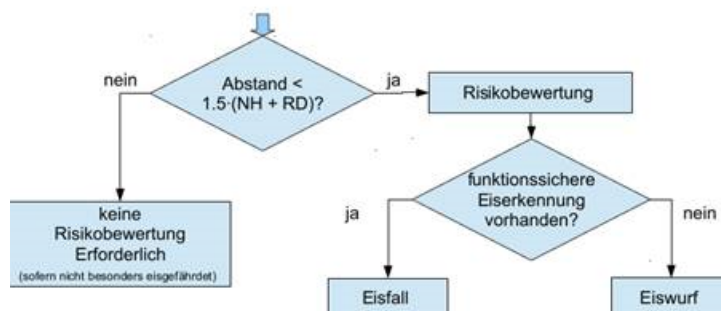 nein
Abstand <
1.5·(NH + RD)?
ja
Risikobewertung
keine
Risikobewertung
Erforderlich
(sofern nicht besonders eisgefährdet)
funktionssichere
Eiserkennung
vorhanden?
ja
nein
Eisfall
Eiswurf